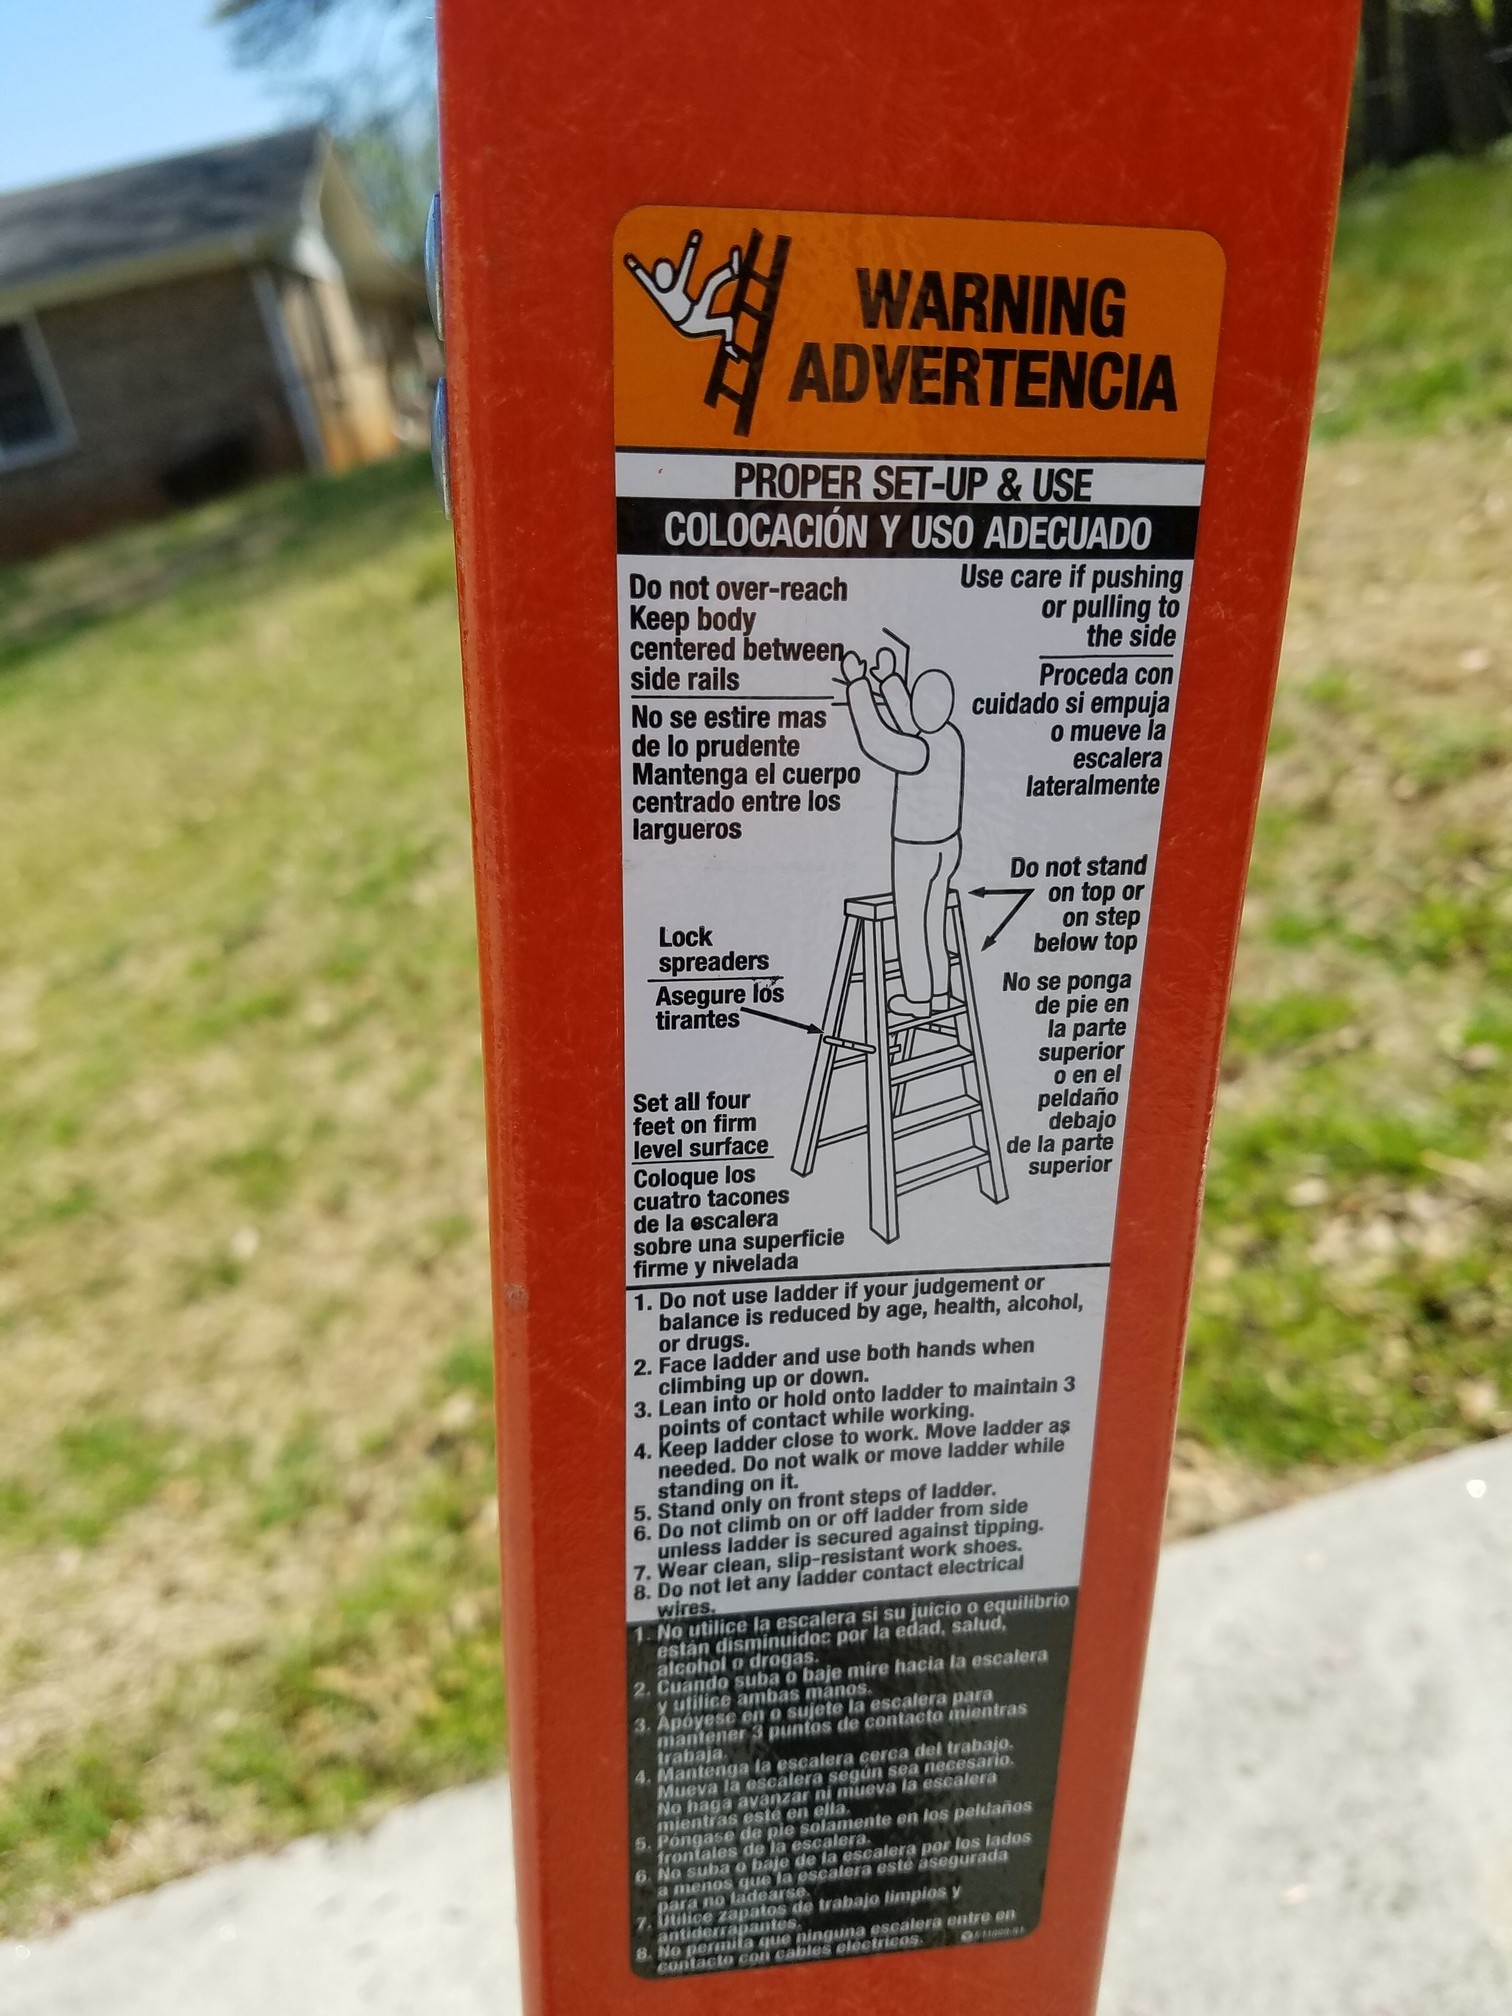 WARNING
ADVERTENCIA
PROPER SET-UP & USE
COLOCACIÓN Y USO ADECUADO
Do not over-reach
Keep body
centered between
side rails
No se estire mas
de lo prudente
Mantenga el cuerpo
centrado entre los
largueros
Use care if pushing
or pulling to
the side
Proceda con
cuidado si empuja
o mueve la
escalera
lateralmente
Do not stand
on top or
on step
below top
No se ponga
de pie en
la parte
superior
o en el
peldaño
debajo
de la parte
superior
Lock
spreaders
Asegure los
tirantes
Set all four
feet on firm
level surface
Coloque los
cuatro tacones
de la escalera
sobre una superficie
firme y nivelada
1. Do not use ladder if your judgement or
balance is reduced by age, health, alcohol,
or drugs.
2. Face ladder and use both hands when
climbing up or down.
3. Lean into or hold onto ladder to maintain 3
points of contact while working.
4. Keep ladder close to work. Move ladder as
needed. Do not walk or move ladder while
standing on it.
5. Stand only on front steps of ladder.
6. Do not climb on or off ladder from side
unless ladder is secured against tipping.
7. Wear clean, slip-resistant work shoes.
8. Do not let any ladder contact electrical
wires.
1. No utilice la escalera si su juicio o equilibrio
están disminuidos por la edad, salud,
alcohol o drogas.
2. Cuando suba o baje mire hacia la escalera
y utilice ambas manos.
3. Apóyese en o sujete la escalera para
mantener 3 puntos de contacto mientras
trabaja.
4. Mantenga la escalera cerca del trabajo.
Mueva la escalera según sea necesario.
No haga avanzar ni mueva la escalera
mientras esté en ella.
5. Póngase de pie solamente en los peldaños
frontales de la escalera.
6. No suba o baje de la escalera por los lados
a menos que la escalera esté asegurada
para no ladearse.
7. Utilice zapatos de trabajo limpios y
antiderrapantes.
8. No permita que ninguna escalera entre en
contacto con cables eléctricos.